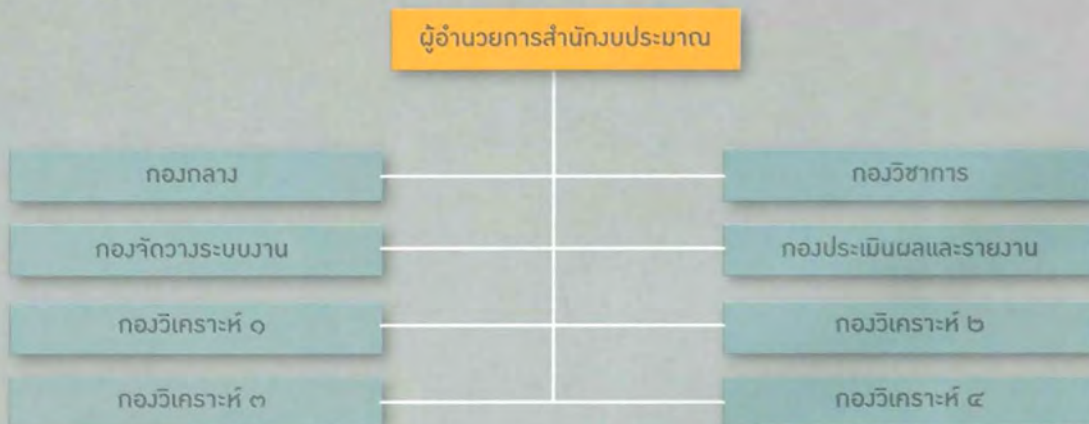 ผู้อำนวยการสำนักงบประมาณ
กองกลาง
กองวิชาการ
กองจัดวางระบบงาน
กองประเมินผลและรายงาน
กองวิเคราะห์ ๑
กองวิเคราะห์ ๒
กองวิเคราะห์ ๓
กองวิเคราะห์ ๔